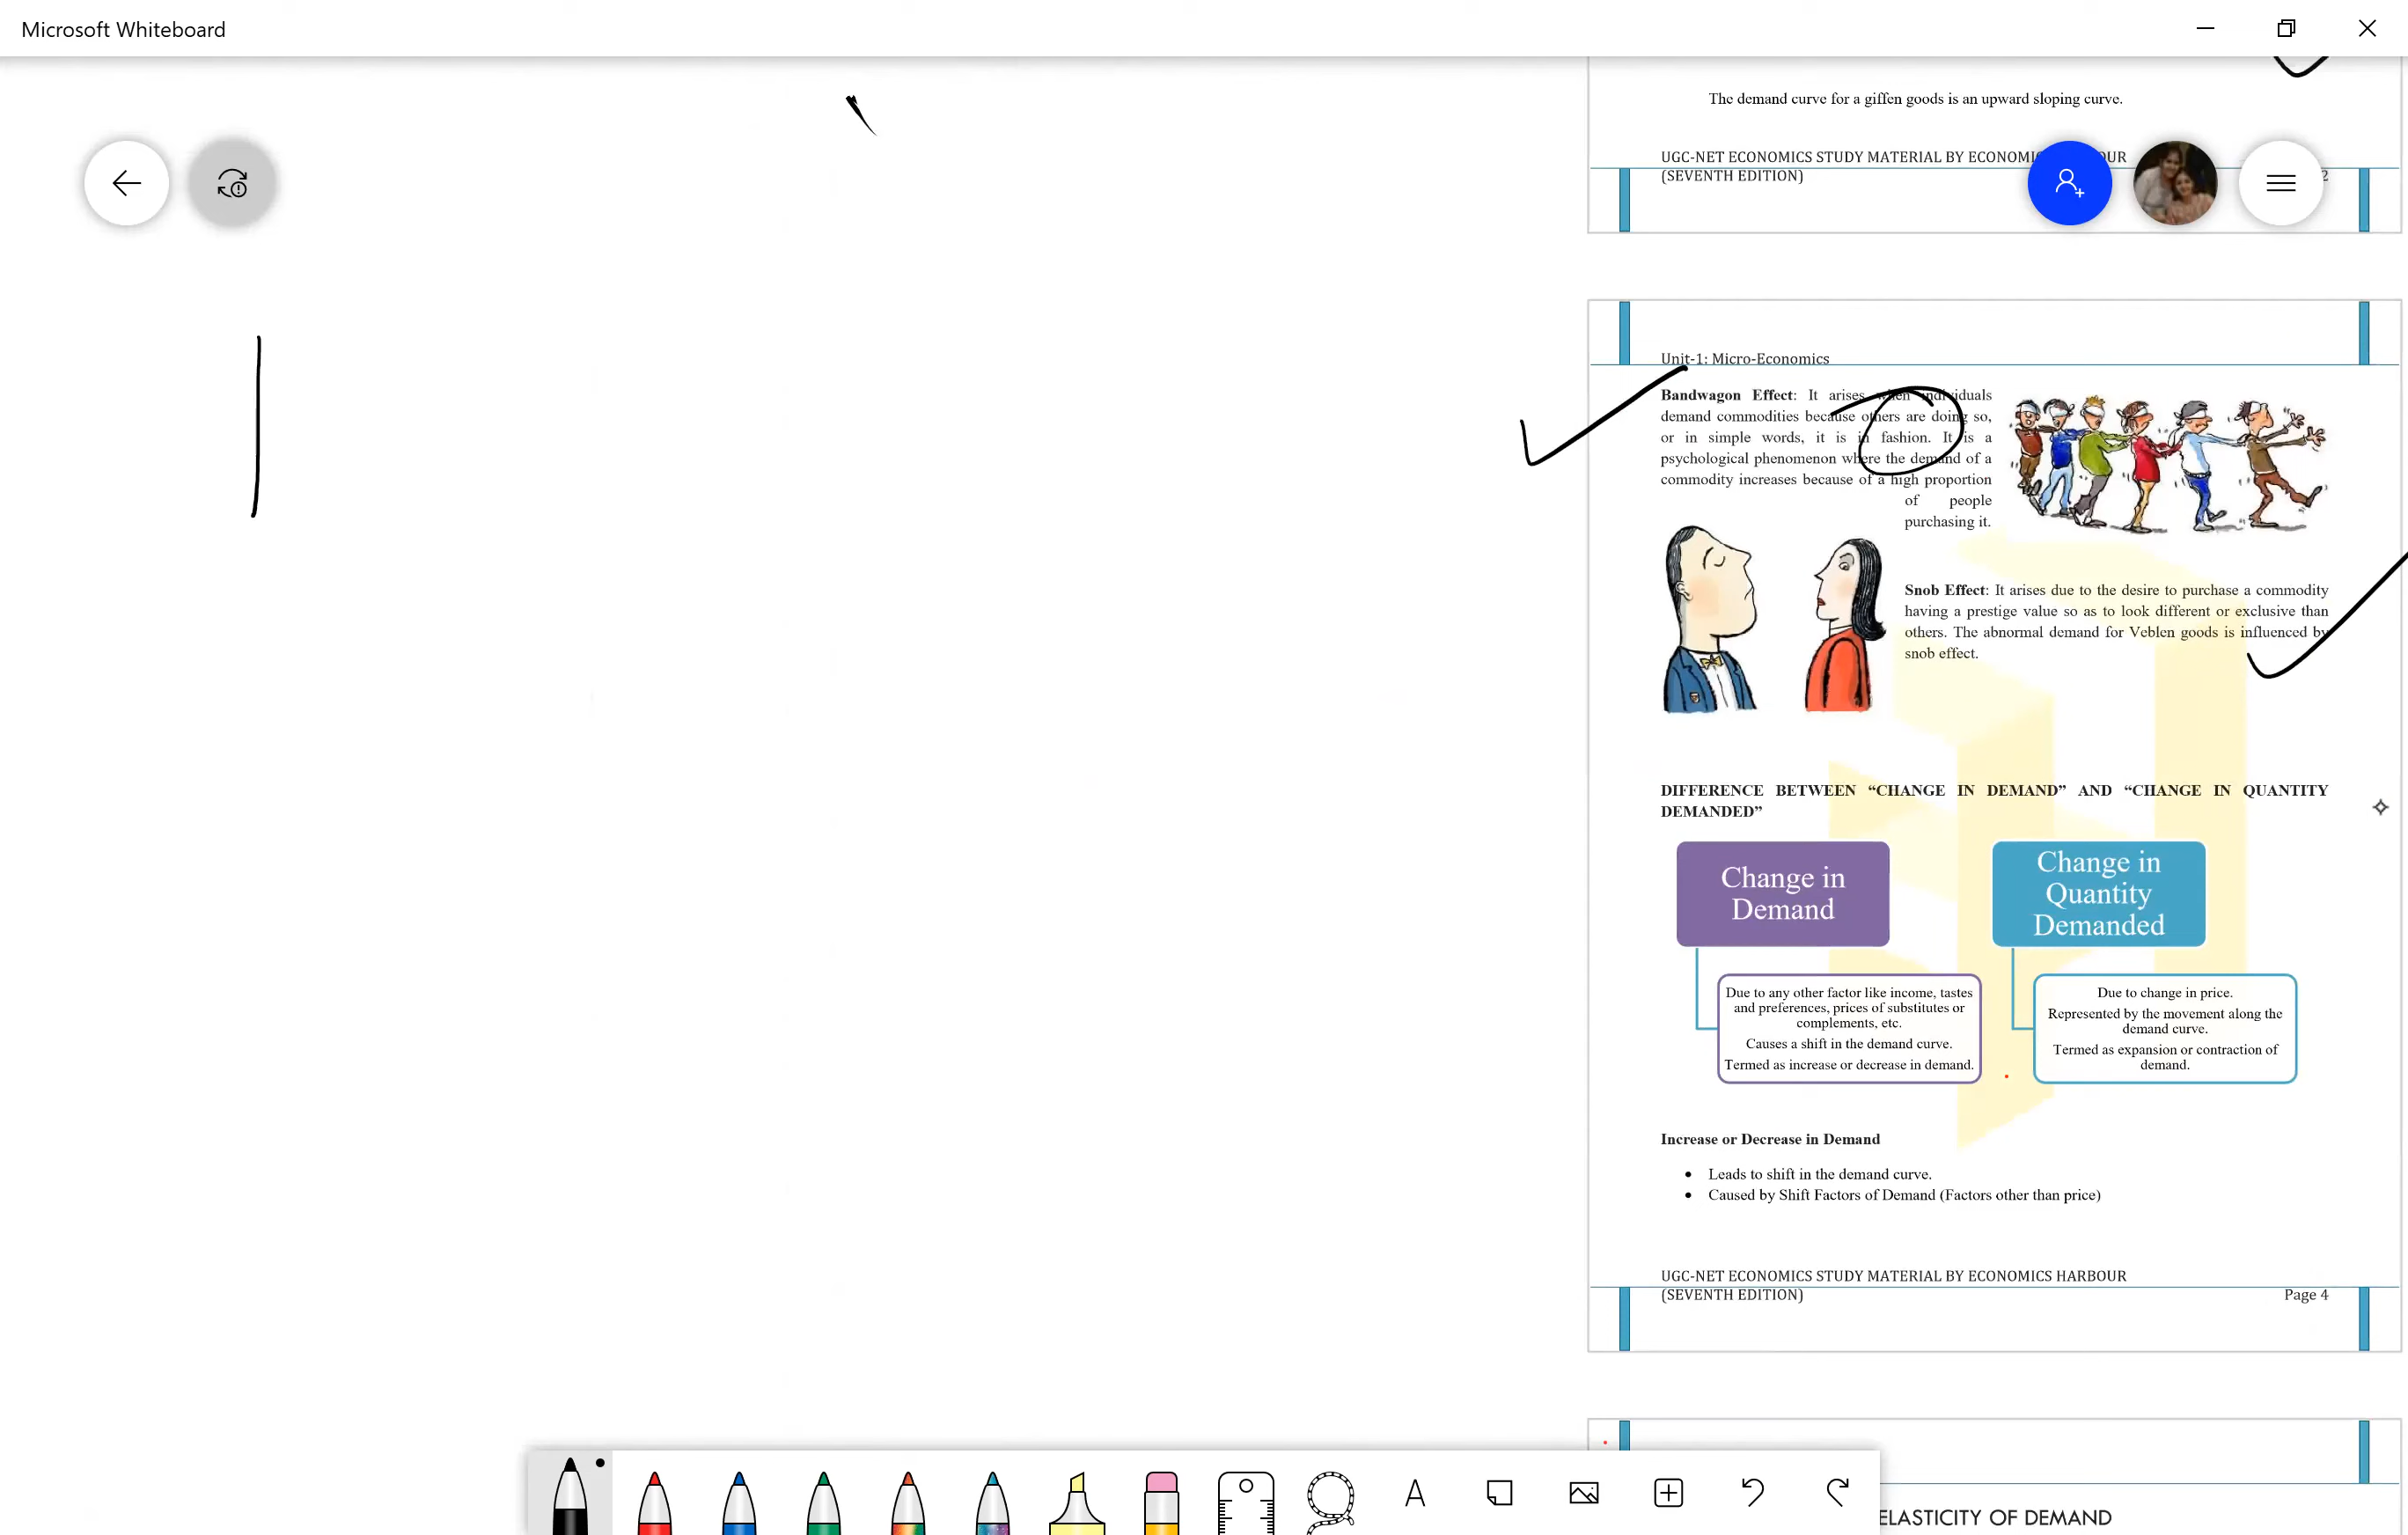 Microsoft Whiteboard
The demand curve for a giffen goods is an upward sloping curve.
UGC-NET ECONOMICS STUDY MATERIAL BY
(SEVENTH EDITION)
Unit-1: Micro-Economics
Bandwagon Effect: It arises when individuals
demand commodities because others are doing so,
or in simple words, it is in fashion. It is a
psychological phenomenon where the demand of a
commodity increases because of a high proportion
of people
purchasing it.
Snob Effect: It arises due to the desire to purchase a commodity
having a prestige value so as to look different or exclusive than
others. The abnormal demand for Veblen goods is influenced by
snob effect.
DIFFERENCE BETWEEN “CHANGE IN DEMAND” AND “CHANGE IN QUANTITY
DEMANDED”
Change in
Demand
Due to any other factor like income, tastes
and preferences, prices of substitutes or
complements, etc.
Causes a shift in the demand curve.
Termed as increase or decrease in demand.
Change in
Quantity
Demanded
Due to change in price.
Represented by the movement along the
demand curve.
Termed as expansion or contraction of
demand.
Increase or Decrease in Demand
• Leads to shift in the demand curve.
• Caused by Shift Factors of Demand (Factors other than price)
UGC-NET ECONOMICS STUDY MATERIAL BY ECONOMICS HARBOUR
(SEVENTH EDITION) Page 4
ELASTICITY OF DEMAND